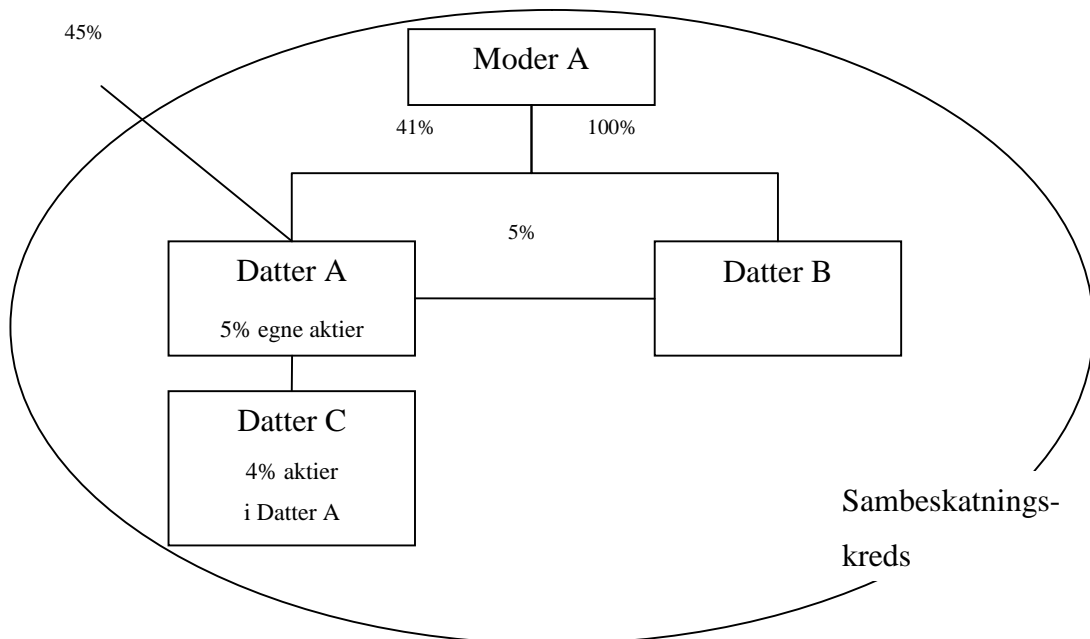 45%
Moder A
41%
100%
5%
Datter A
5% egne aktier
Datter B
Datter C
4% aktier
i Datter A
Sambeskatnings-
kreds